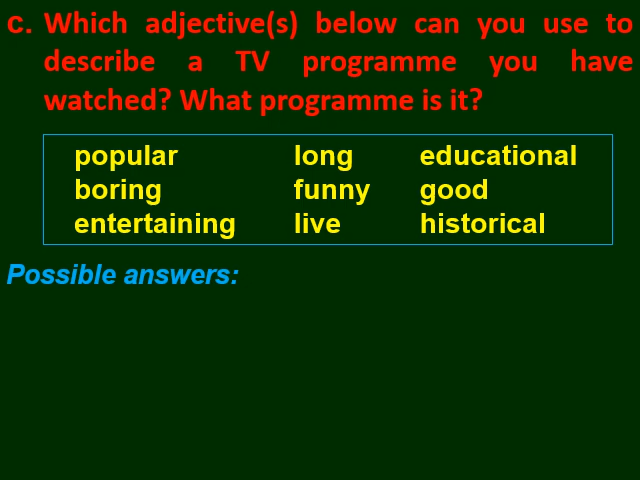 c. Which adjective(s) below can you use to
describe a TV programme you have
watched? What programme is it?
popular long educational
boring funny good
entertaining live historical
Possible answers: